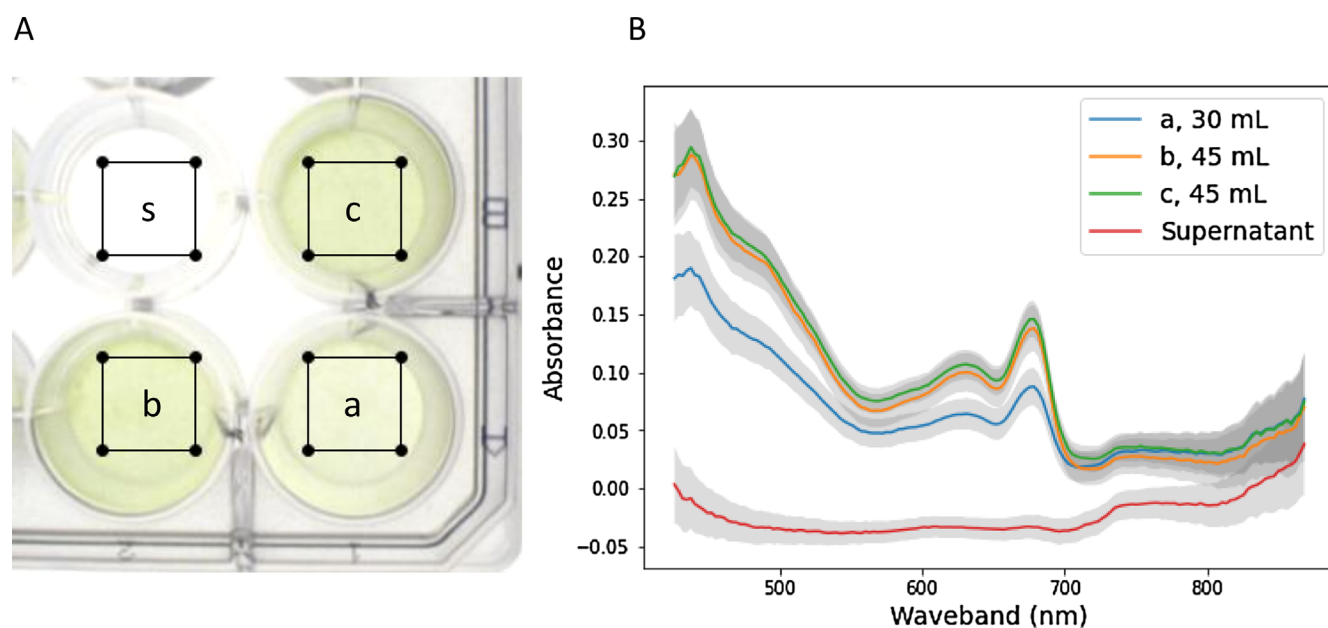 A
B
s
c
b
a
0.30
0.25
0.20
0.15
0.10
0.05
0.00
−0.05
500
600
700
800
Absorbance
Waveband (nm)
a, 30 mL
b, 45 mL
c, 45 mL
Supernatant